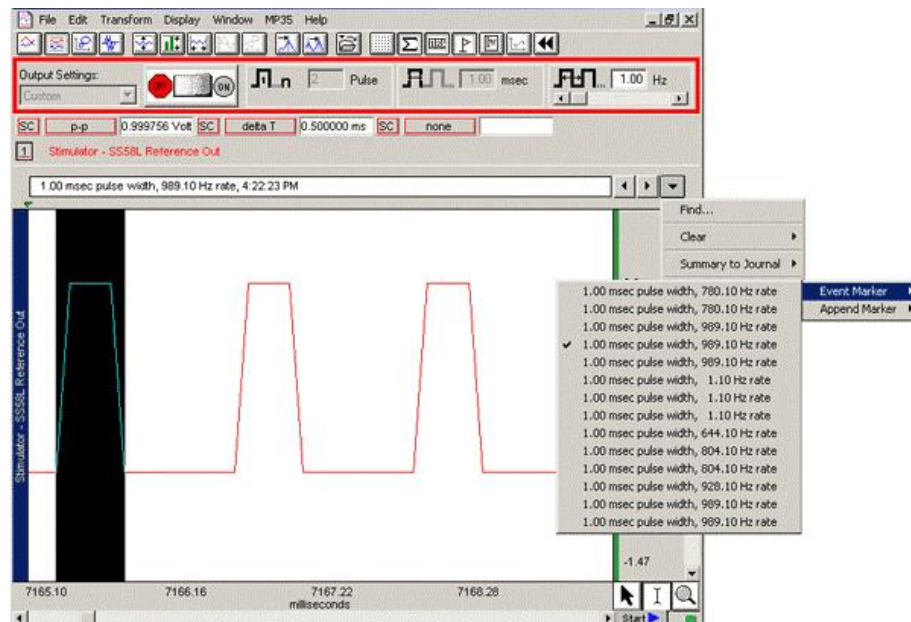 File Edit Transform Display Window MP35 Help
Output Settings:
Custom
OFF ON
n 2 Pulse
1.00 msec
1.00 Hz
SC p-p 0.999756 Volt SC delta T 0.500000 ms SC none
1 Stimulator - SS58L Reference Out
1.00 msec pulse width, 989.10 Hz rate, 4:22:23 PM
Find...
Clear
Summary to Journal
Event Marker
Append Marker
1.00 msec pulse width, 780.10 Hz rate
1.00 msec pulse width, 780.10 Hz rate
1.00 msec pulse width, 989.10 Hz rate
1.00 msec pulse width, 989.10 Hz rate
1.00 msec pulse width, 989.10 Hz rate
1.00 msec pulse width, 1.10 Hz rate
1.00 msec pulse width, 1.10 Hz rate
1.00 msec pulse width, 1.10 Hz rate
1.00 msec pulse width, 644.10 Hz rate
1.00 msec pulse width, 804.10 Hz rate
1.00 msec pulse width, 804.10 Hz rate
1.00 msec pulse width, 928.10 Hz rate
1.00 msec pulse width, 989.10 Hz rate
1.00 msec pulse width, 989.10 Hz rate
Stimulator - SS58L Reference Out
-1.47
7165.10 7166.16 7167.22 7168.28
milliseconds
Start